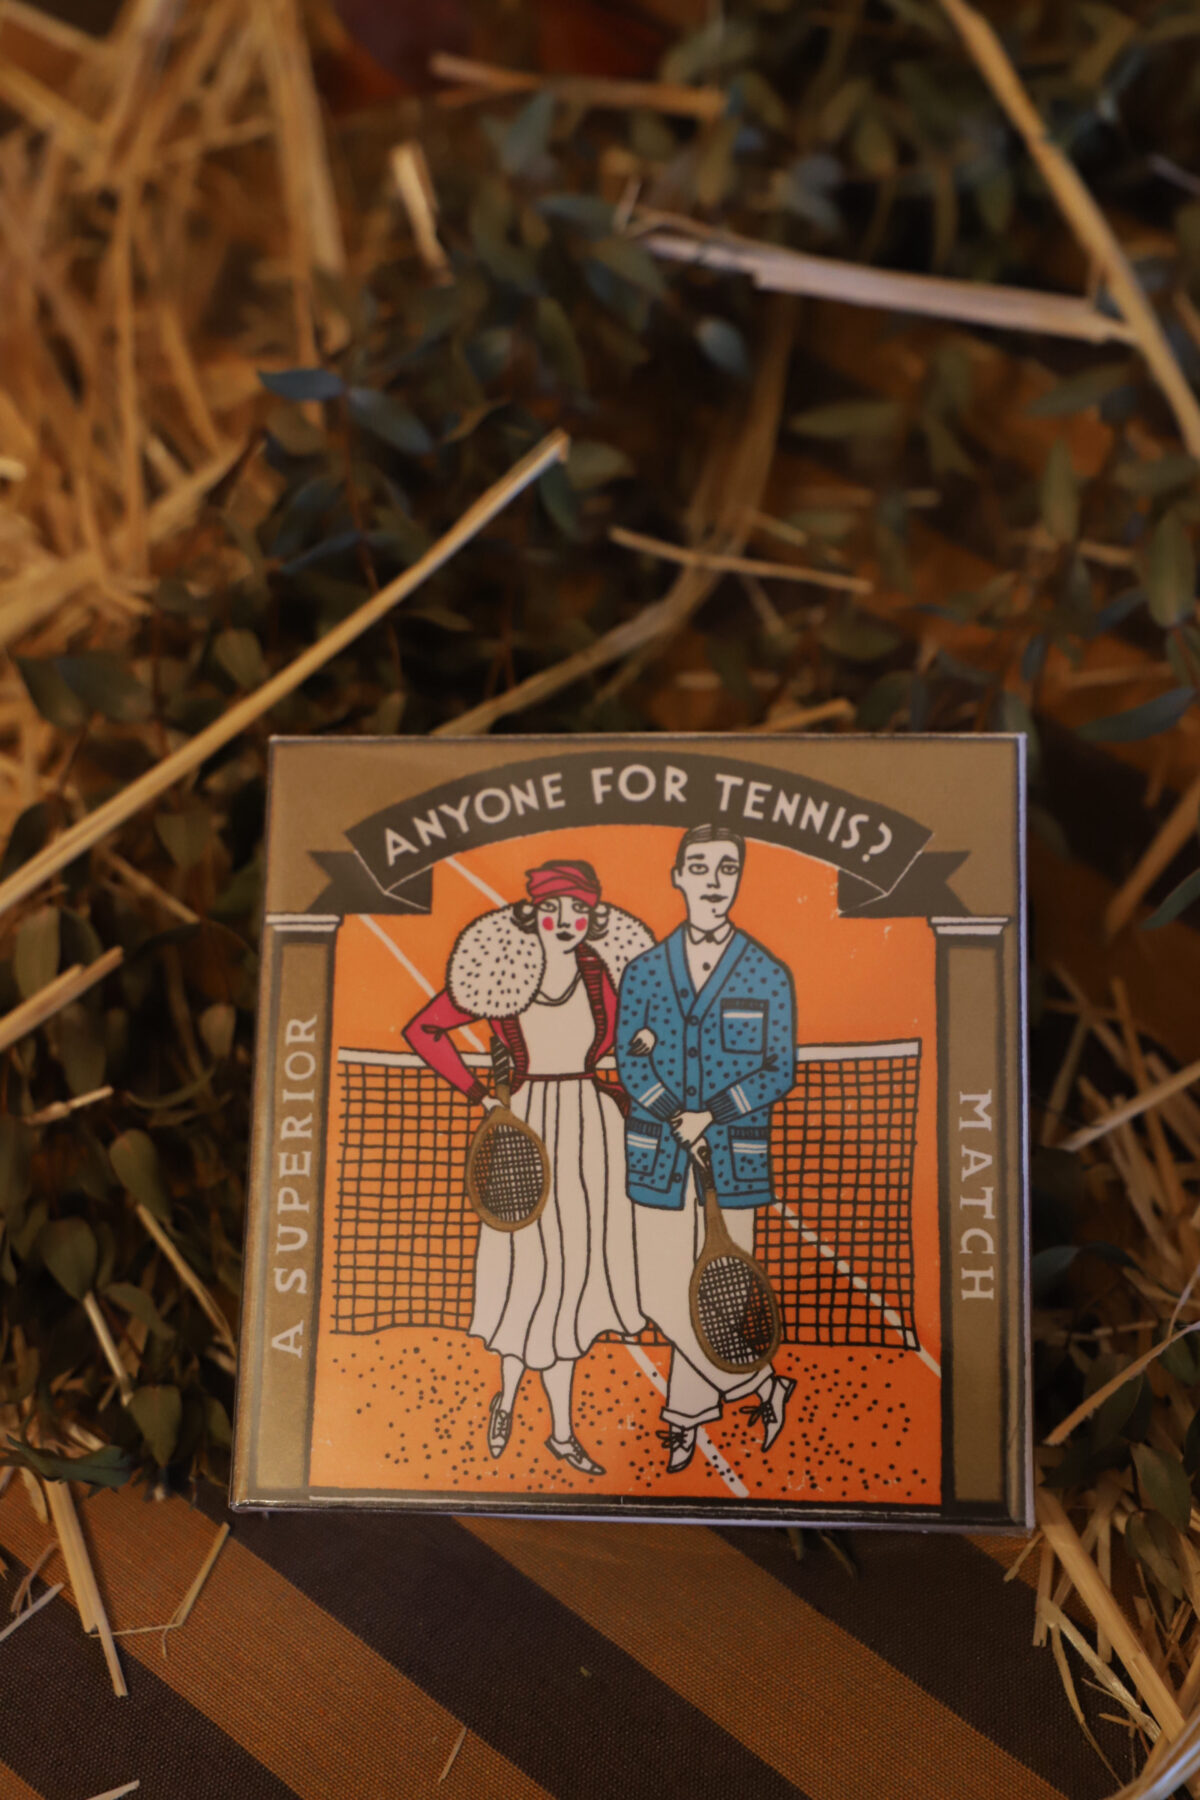 ANYONE FOR TENNIS?
A SUPERIOR
MATCH